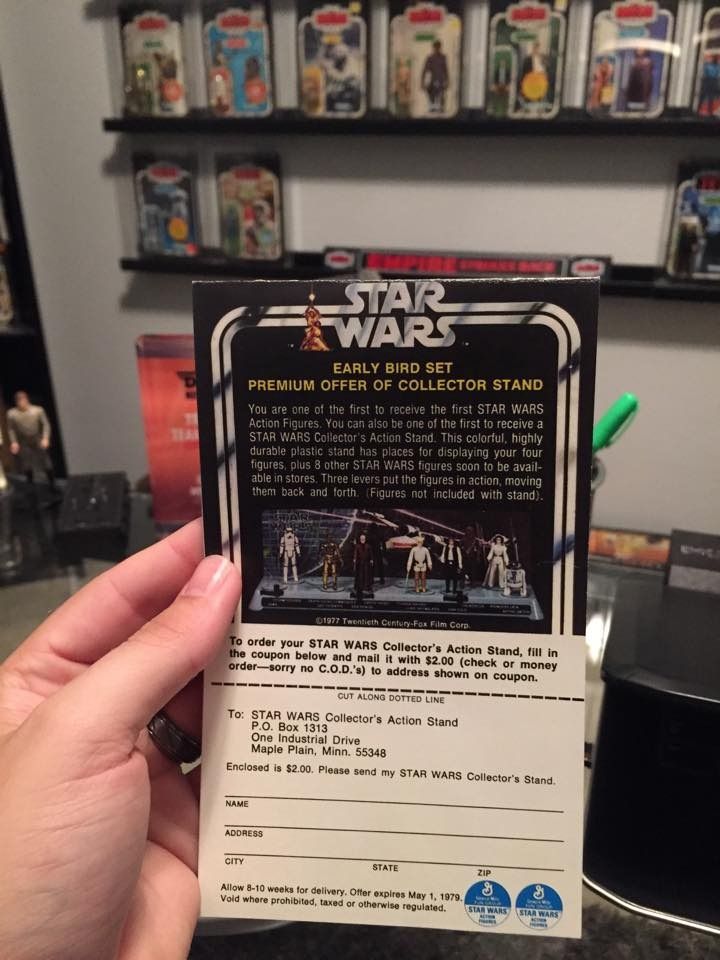 EMPIRE STRIKES BACK
STAR
WARS
EARLY BIRD SET
PREMIUM OFFER OF COLLECTOR STAND
You are one of the first to receive the first STAR WARS
Action Figures. You can also be one of the first to receive a
STAR WARS Collector's Action Stand. This colorful, highly
durable plastic stand has places for displaying your four
figures, plus 8 other STAR WARS figures soon to be avail-
able in stores. Three levers put the figures in action, moving
them back and forth. (Figures not included with stand).
©1977 Twentieth Century-Fox Film Corp.
To order your STAR WARS Collector's Action Stand, fill in
the coupon below and mail it with $2.00 (check or money
order—sorry no C.O.D.'s) to address shown on coupon.
CUT ALONG DOTTED LINE
To: STAR WARS Collector's Action Stand
P.O. Box 1313
One Industrial Drive
Maple Plain, Minn. 55348
Enclosed is $2.00. Please send my STAR WARS Collector's Stand.
NAME
ADDRESS
CITY STATE ZIP
Allow 8-10 weeks for delivery. Offer expires May 1, 1979.
Void where prohibited, taxed or otherwise regulated.
STAR WARS
ACTION
FIGURES
STAR WARS
ACTION
FIGURES